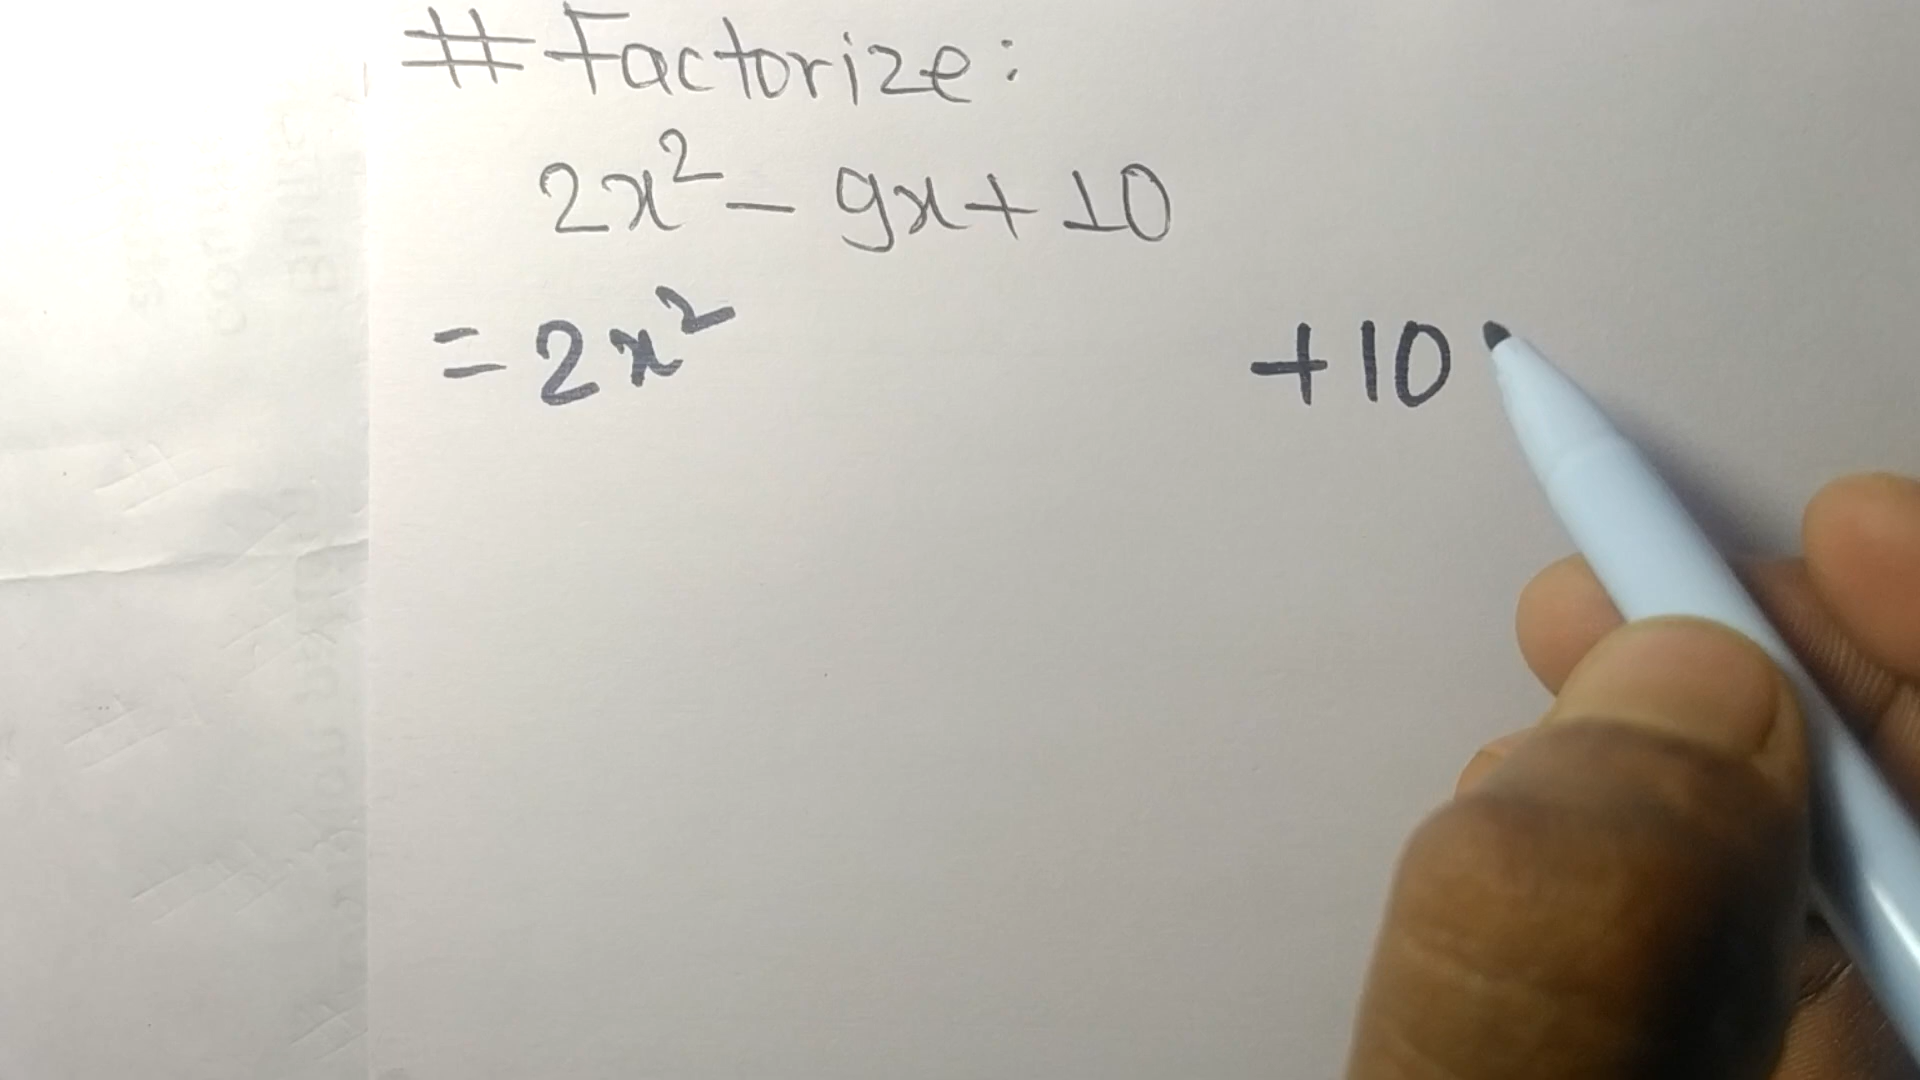 # Factorize:
2x² - 9x + 10
= 2x² + 10